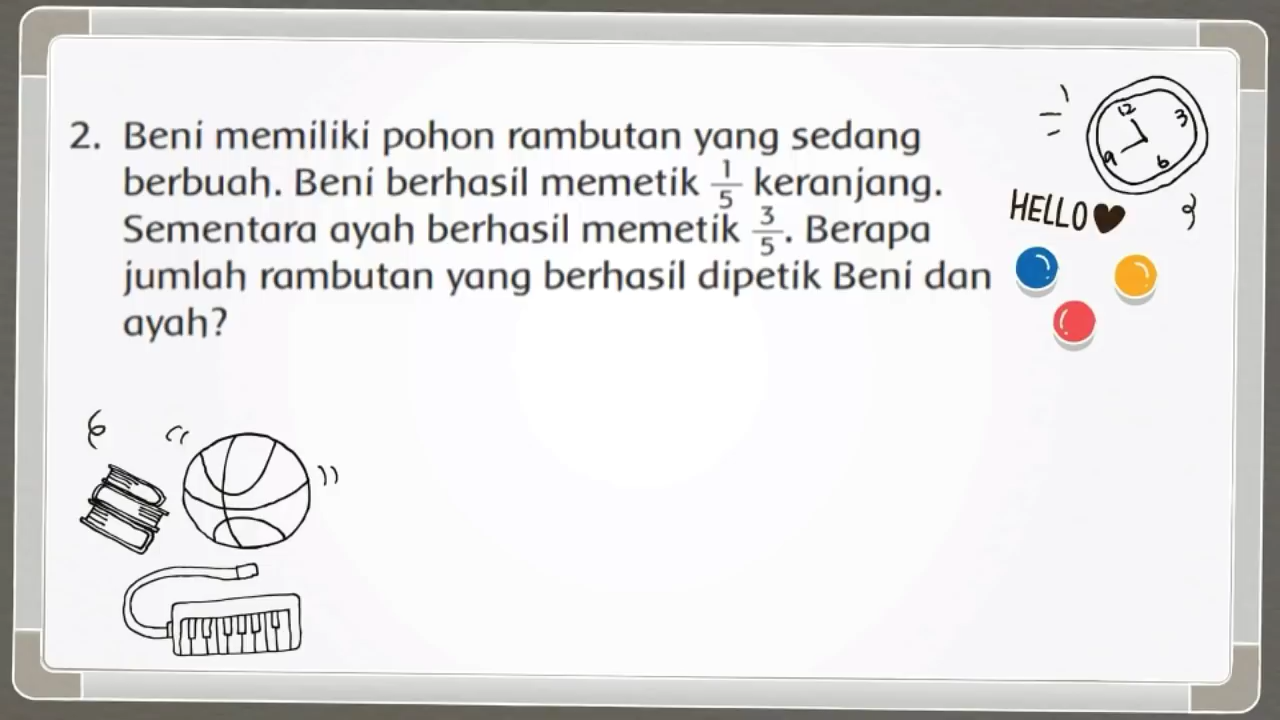 2. Beni memiliki pohon rambutan yang sedang
berbuah. Beni berhasil memetik 1/5 keranjang.
Sementara ayah berhasil memetik 3/5. Berapa
jumlah rambutan yang berhasil dipetik Beni dan
ayah?
12
3
9
6
HELLO